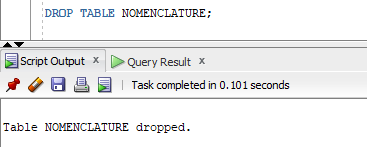 DROP TABLE NOMENCLATURE;
Script Output x Query Result x
Task completed in 0.101 seconds
Table NOMENCLATURE dropped.